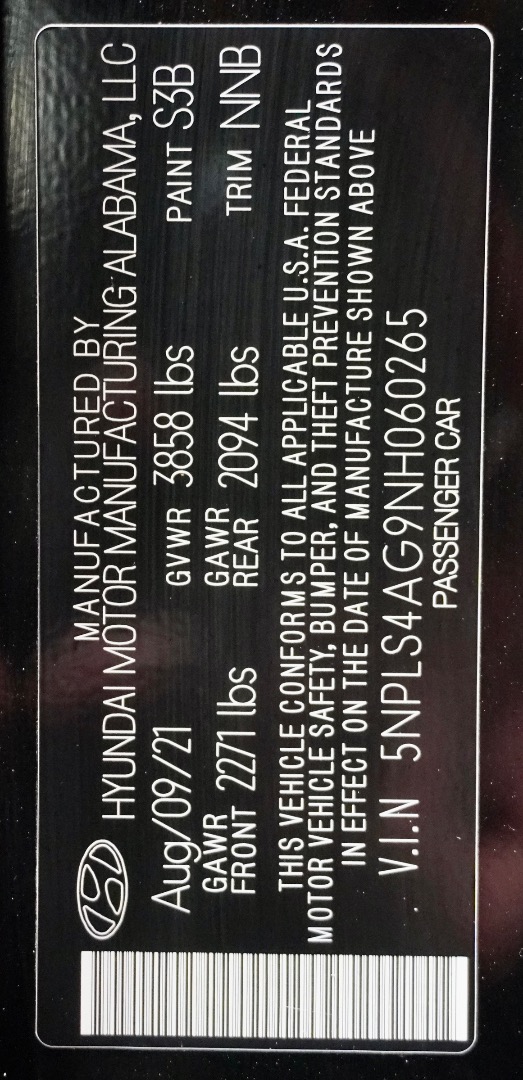 MANUFACTURED BY
HYUNDAI MOTOR MANUFACTURING ALABAMA, LLC
Aug/09/21 GVWR 3858 lbs PAINT S3B
GAWR FRONT 2271 lbs GAWR REAR 2094 lbs TRIM NNB
THIS VEHICLE CONFORMS TO ALL APPLICABLE U.S.A. FEDERAL
MOTOR VEHICLE SAFETY, BUMPER, AND THEFT PREVENTION STANDARDS
IN EFFECT ON THE DATE OF MANUFACTURE SHOWN ABOVE
V.I.N 5NPLS4AG9NH060265
PASSENGER CAR